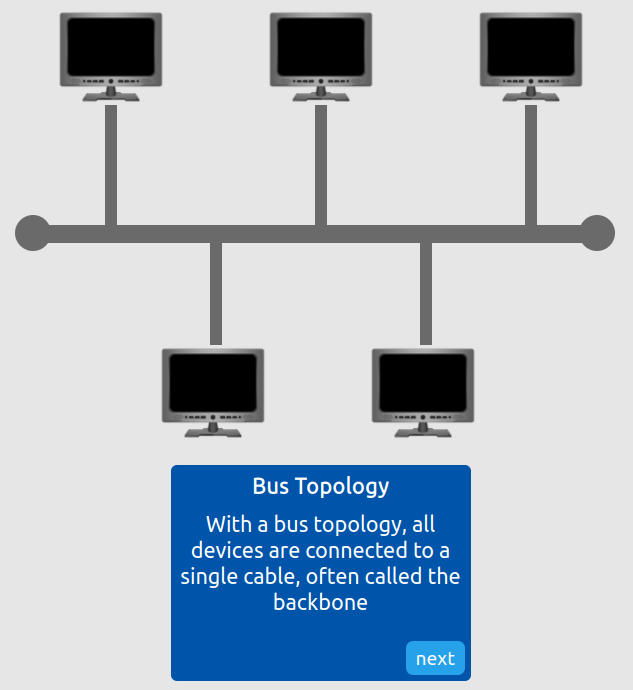 Bus Topology
With a bus topology, all
devices are connected to a
single cable, often called the
backbone
next